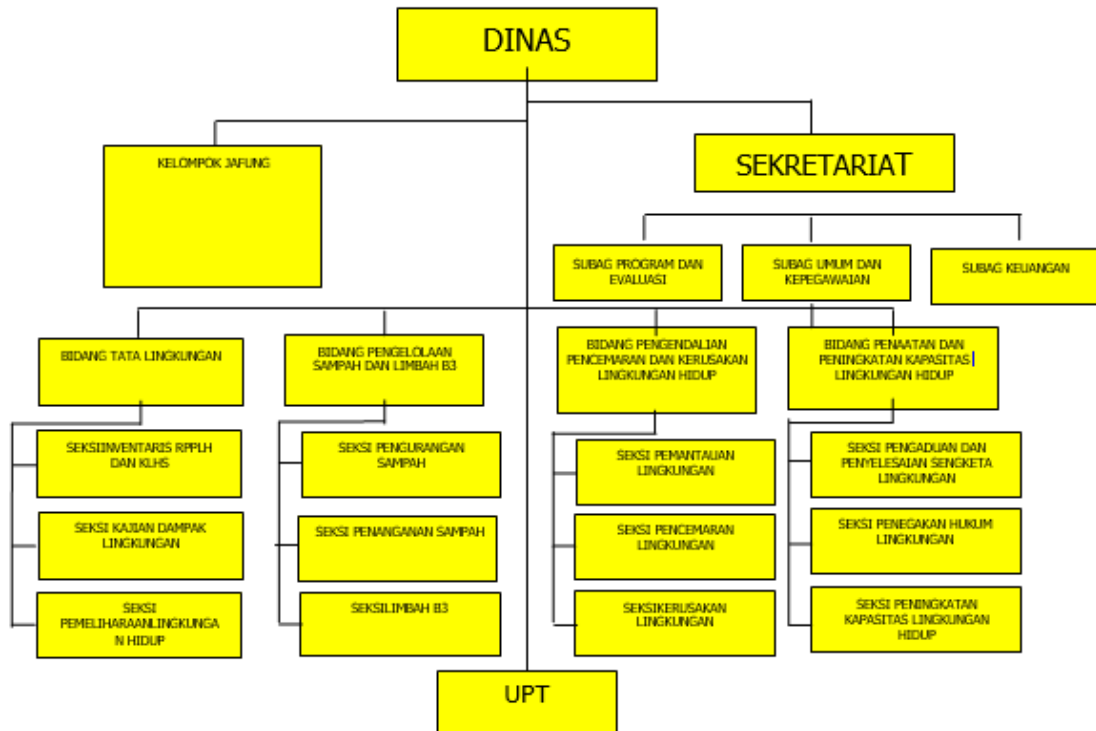 DINAS
KELOMPOK JAFUNG
SEKRETARIAT
SUBAG PROGRAM DAN
EVALUASI
SUBAG UMUM DAN
KEPEGAWAIAN
SUBAG KEUANGAN
BIDANG TATA LINGKUNGAN
BIDANG PENGELOLAAN
SAMPAH DAN LIMBAH B3
BIDANG PENGENDALIAN
PENCEMARAN DAN KERUSAKAN
LINGKUNGAN HIDUP
BIDANG PENAATAN DAN
PENINGKATAN KAPASITAS
LINGKUNGAN HIDUP
SEKSIINVENTARIS RPPLH
DAN KLHS
SEKSI KAJIAN DAMPAK
LINGKUNGAN
SEKSI
PEMELIHARAANLINGKUNGA
N HIDUP
SEKSI PENGURANGAN
SAMPAH
SEKSI PENANGANAN SAMPAH
SEKSILIMBAH B3
SEKSI PEMANTAUAN
LINGKUNGAN
SEKSI PENCEMARAN
LINGKUNGAN
SEKSIKERUSAKAN
LINGKUNGAN
SEKSI PENGADUAN DAN
PENYELESAIAN SENGKETA
LINGKUNGAN
SEKSI PENEGAKAN HUKUM
LINGKUNGAN
SEKSI PENINGKATAN
KAPASITAS LINGKUNGAN
HIDUP
UPT